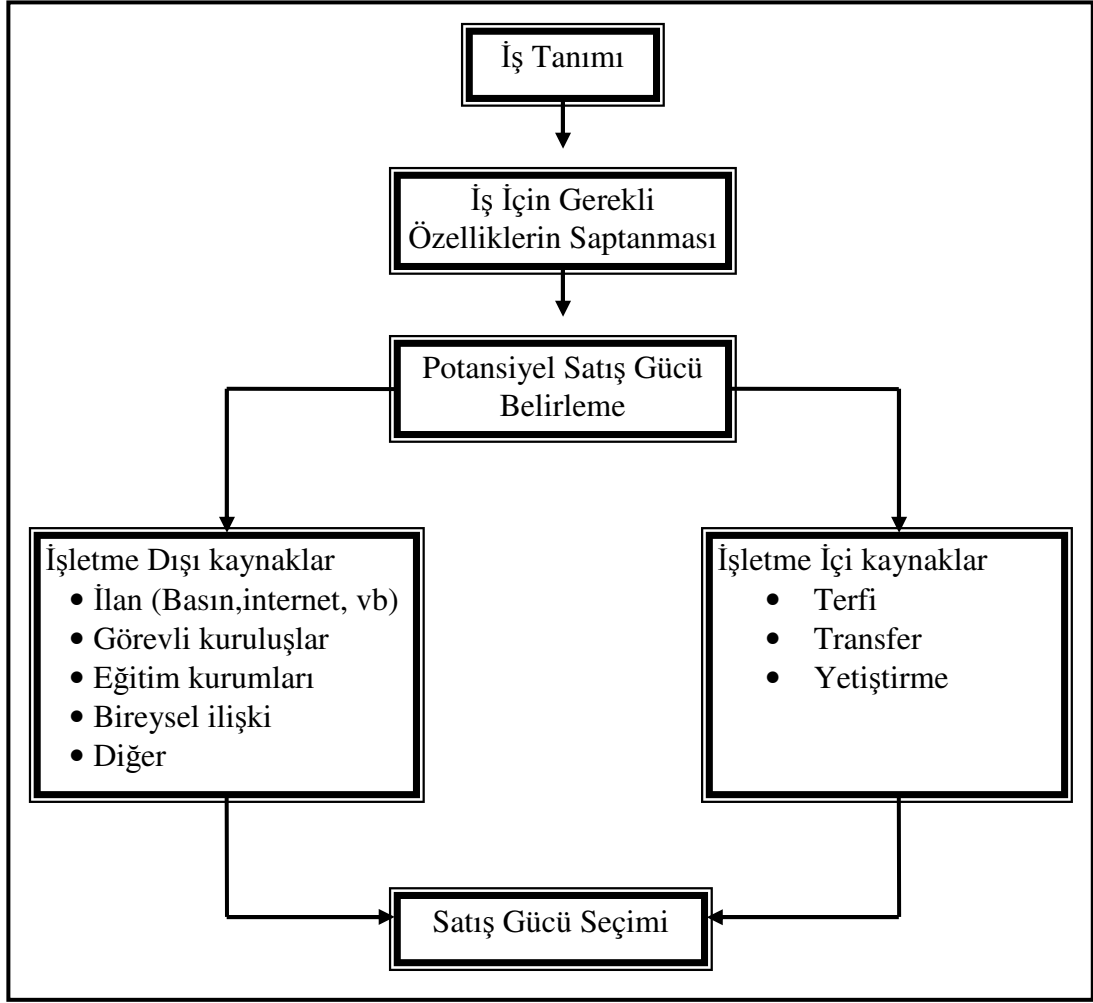 İş Tanımı
İş İçin Gerekli
Özelliklerin Saptanması
Potansiyel Satış Gücü
Belirleme
İşletme Dışı kaynaklar
• İlan (Basın,internet, vb)
• Görevli kuruluşlar
• Eğitim kurumları
• Bireysel ilişki
• Diğer
İşletme İçi kaynaklar
• Terfi
• Transfer
• Yetiştirme
Satış Gücü Seçimi